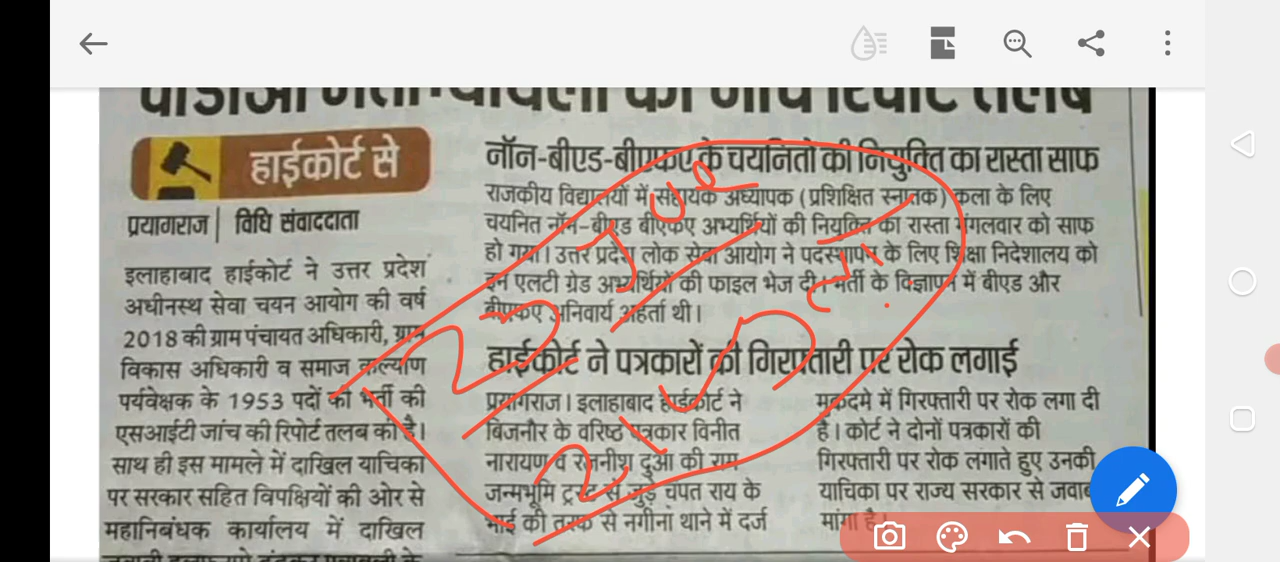 वीडीओ भर्ती
की जांच रिपोर्ट तलब
हाईकोर्ट से
प्रयागराज | विधि संवाददाता
इलाहाबाद हाईकोर्ट ने उत्तर प्रदेश
अधीनस्थ सेवा चयन आयोग की वर्ष
2018 की ग्राम पंचायत अधिकारी, ग्राम
विकास अधिकारी व समाज कल्याण
पर्यवेक्षक के 1953 पदों की भर्ती की
एसआईटी जांच की रिपोर्ट तलब की है।
साथ ही इस मामले में दाखिल याचिका
पर सरकार सहित विपक्षियों की ओर से
महानिबंधक कार्यालय में दाखिल
नॉन-बीएड-बीएफए के चयनितों की नियुक्ति का रास्ता साफ
राजकीय विद्यालयों में सहायक अध्यापक (प्रशिक्षित स्नातक) कला के लिए
चयनित नॉन-बीएड बीएफए अभ्यर्थियों की नियुक्ति का रास्ता मंगलवार को साफ
हो गया। उत्तर प्रदेश लोक सेवा आयोग ने पदस्थापन के लिए शिक्षा निदेशालय को
इन एलटी ग्रेड अभ्यर्थियों की फाइल भेज दी। भर्ती के विज्ञापन में बीएड और
बीएफए अनिवार्य अर्हता थी।
हाईकोर्ट ने पत्रकारों की गिरफ्तारी पर रोक लगाई
प्रयागराज। इलाहाबाद हाईकोर्ट ने
बिजनौर के वरिष्ठ पत्रकार विनीत
नारायण व रजनीश दुआ की राम
जन्मभूमि ट्रस्ट से जुड़े चंपत राय के
भाई की तरफ से नगीना थाने में दर्ज
मुकदमे में गिरफ्तारी पर रोक लगा दी
है। कोर्ट ने दोनों पत्रकारों की
गिरफ्तारी पर रोक लगाते हुए उनकी
याचिका पर राज्य सरकार से जवाब
मांगा है।